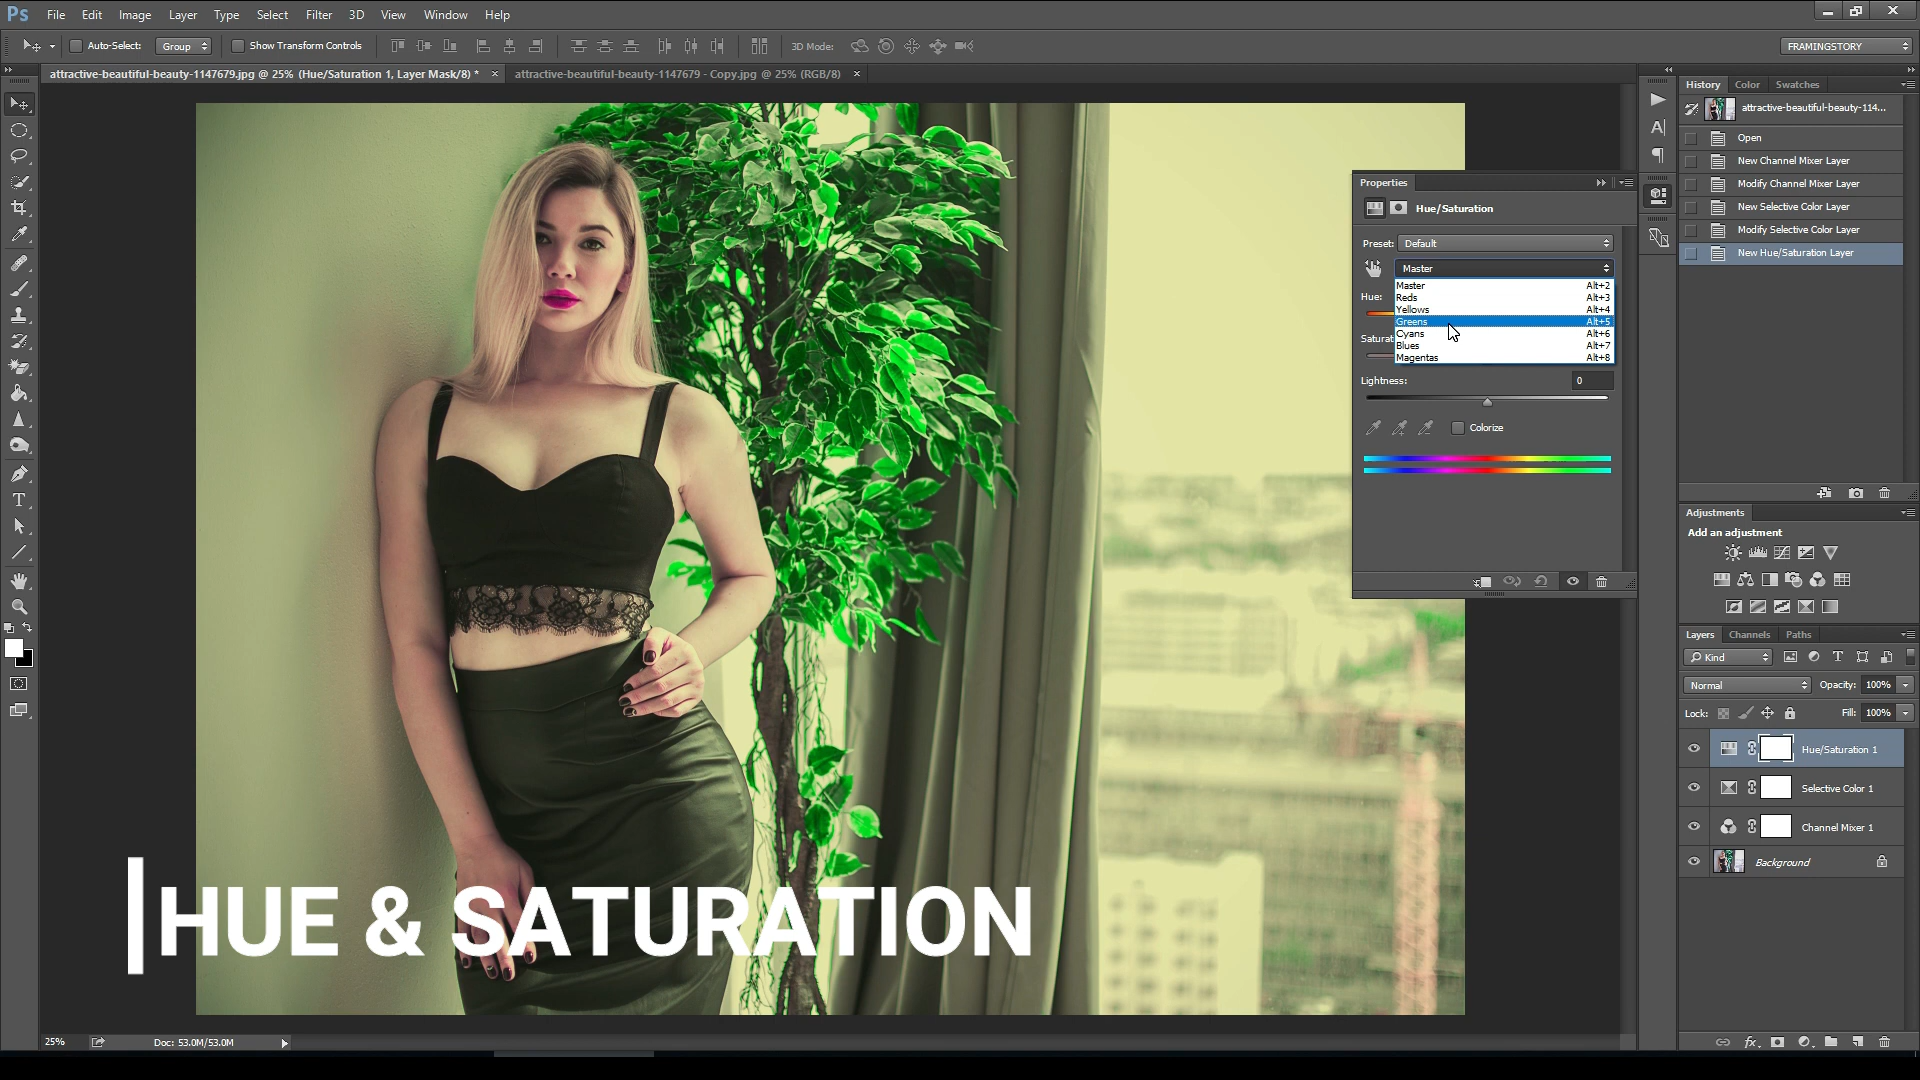 Ps File Edit Image Layer Type Select Filter 3D View Window Help
Auto-Select: Group Show Transform Controls 3D Mode: FRAMINGSTORY
attractive-beautiful-beauty-1147679.jpg @ 25% (Hue/Saturation 1, Layer Mask/8) * × attractive-beautiful-beauty-1147679 - Copy.jpg @ 25% (RGB/8) ×
History Color Swatches
attractive-beautiful-beauty-114...
Open
New Channel Mixer Layer
Modify Channel Mixer Layer
New Selective Color Layer
Modify Selective Color Layer
New Hue/Saturation Layer
Properties
Hue/Saturation
Preset: Default
Master
Hue:
Master Alt+2
Reds Alt+3
Yellows Alt+4
Greens Alt+5
Cyans Alt+6
Blues Alt+7
Magentas Alt+8
Saturat
Lightness: 0
Colorize
Adjustments
Add an adjustment
Layers Channels Paths
Kind
Normal Opacity: 100%
Lock: Fill: 100%
Hue/Saturation 1
Selective Color 1
Channel Mixer 1
Background
HUE & SATURATION
25% Doc: 53.0M/53.0M